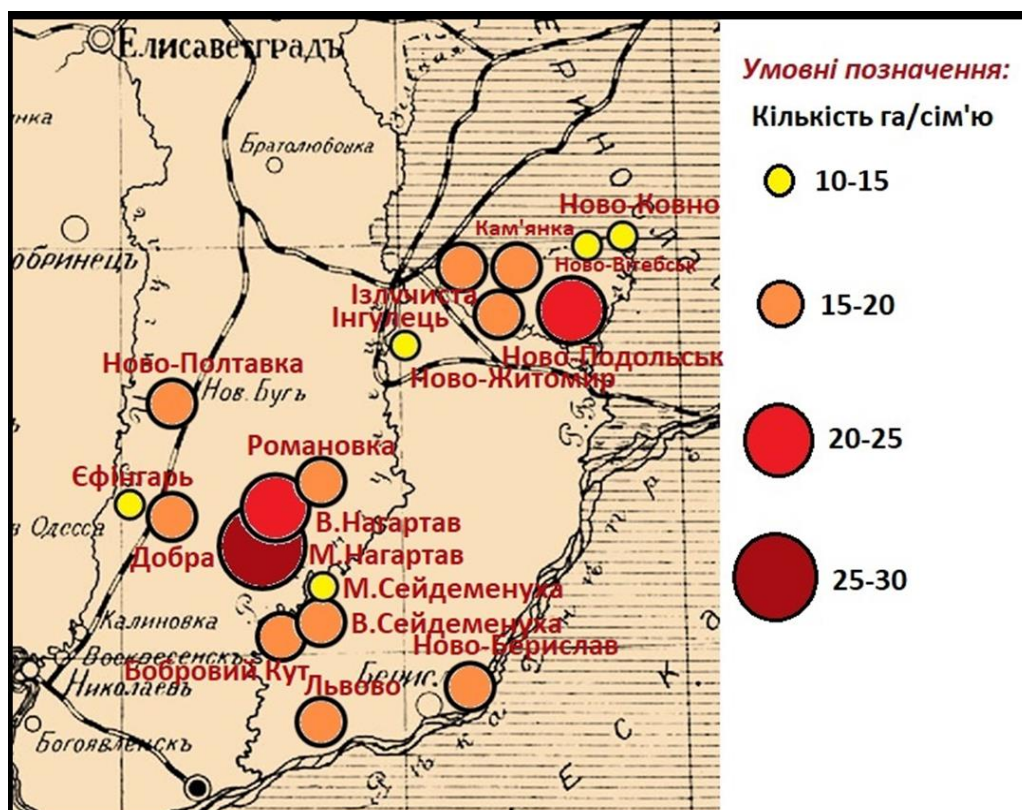 Елисаветградъ
Умовні позначення:
Кількість га/сім'ю
Братолюбовка
10-15
Ново-Ковно
Кам'янка
Ново-Вітебськ
обринецъ
Ізлучиста
15-20
Інгулець
Ново-Подольськ
Ново-Полтавка
Ново-Житомир
Нов. Бугъ
20-25
Романовка
Єфінгарь
В.Нагартав
Одесса
Добра
М.Нагартав
25-30
М.Сейдеменуха
Калиновка
В.Сейдеменуха
Ново-Берислав
Воскресенскъ
Бобровий Кут
Берис.
Львово
Николаевъ
Богоявленскъ